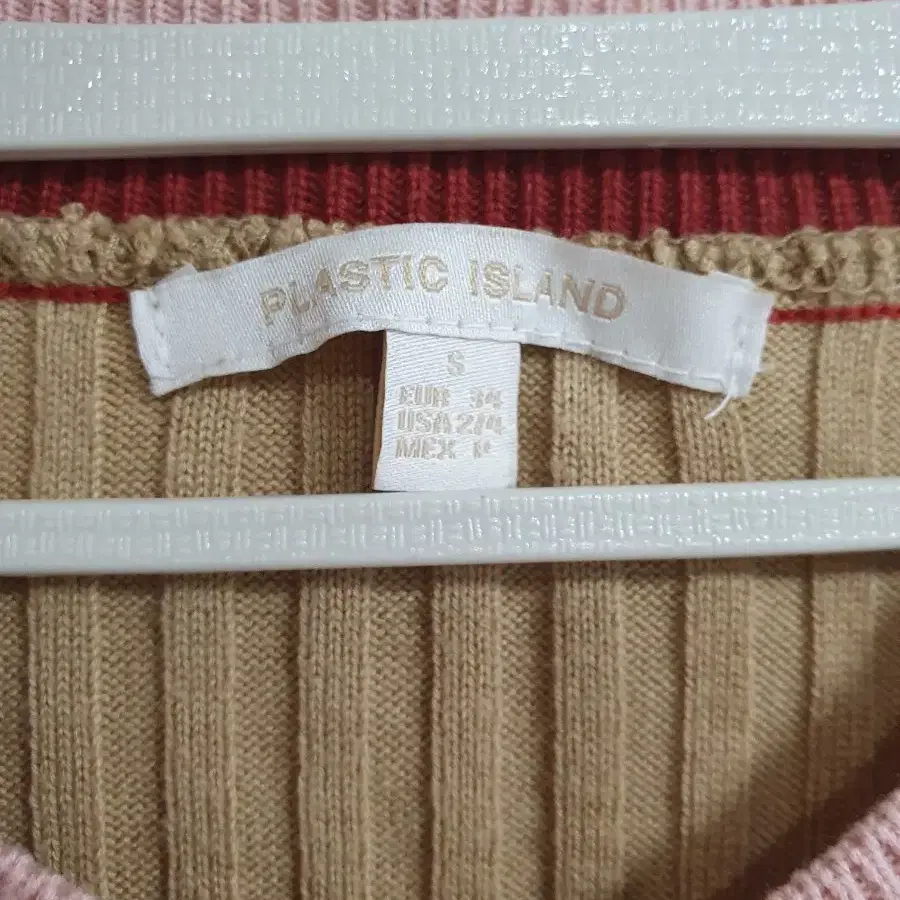 PLASTIC ISLAND
S
EUR 34
USA 2/4
MEX